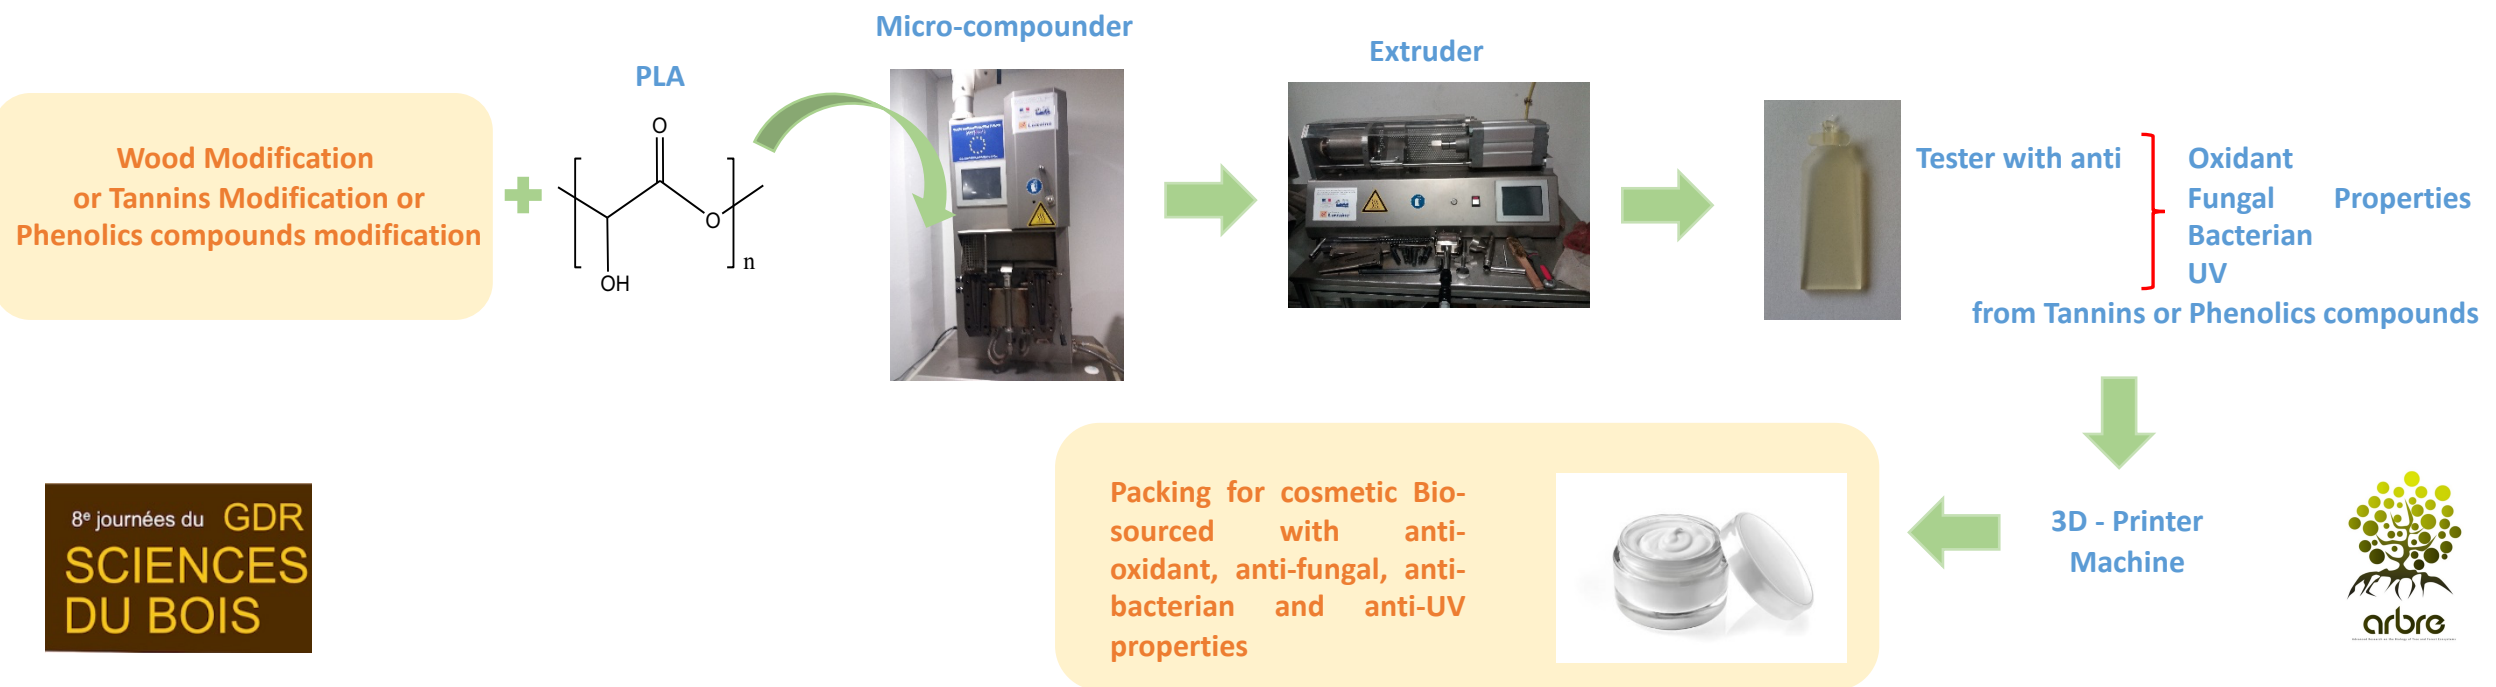 Micro-compounder
Extruder
PLA
Wood Modification
or Tannins Modification or
Phenolics compounds modification
O
O
OH
n
Tester with anti
Oxidant
Fungal Properties
Bacterian
UV
from Tannins or Phenolics compounds
3D - Printer
Machine
Packing for cosmetic Bio-
sourced with anti-
oxidant, anti-fungal, anti-
bacterian and anti-UV
properties
8e journées du GDR
SCIENCES
DU BOIS
arbre